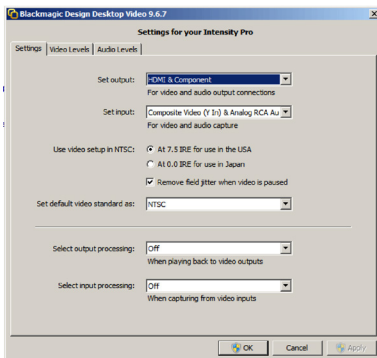 Blackmagic Design Desktop Video 9.6.7
Settings for your Intensity Pro
Settings Video Levels Audio Levels
Set output: HDMI & Component
For video and audio output connections
Set input: Composite Video (Y In) & Analog RCA Au
For video and audio capture
Use video setup in NTSC: At 7.5 IRE for use in the USA
At 0.0 IRE for use in Japan
Remove field jitter when video is paused
Set default video standard as: NTSC
Select output processing: Off
When playing back to video outputs
Select input processing: Off
When capturing from video inputs
OK Cancel Apply